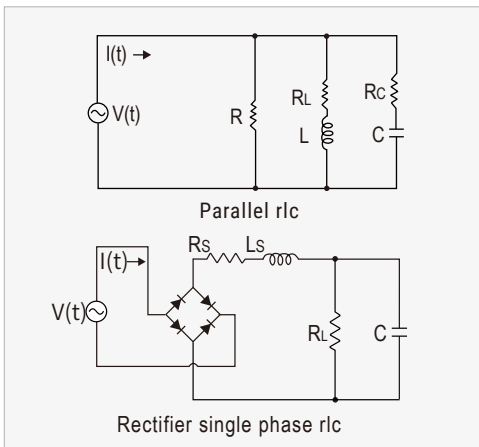 I(t)
V(t)
R
RL
L
RC
C
Parallel rlc
RS LS
I(t)
V(t)
RL
C
Rectifier single phase rlc